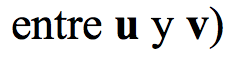 entre u y v)